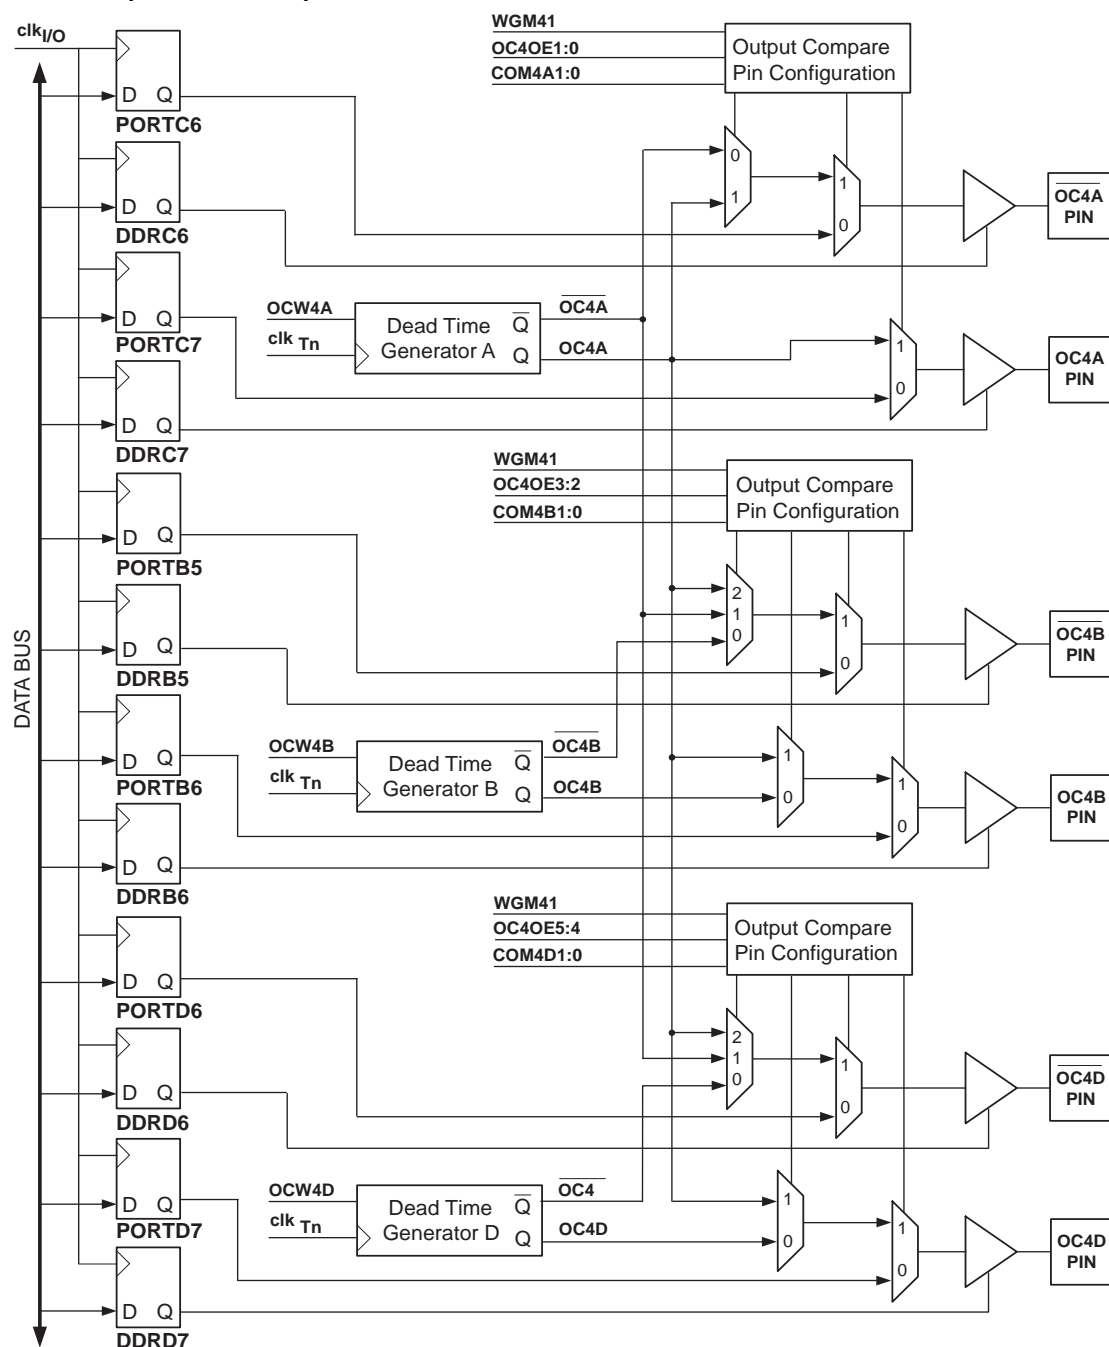 clk I/O
D Q
PORTC6
D Q
DDRC6
D Q
PORTC7
D Q
DDRC7
D Q
PORTB5
D Q
DDRB5
D Q
PORTB6
D Q
DDRB6
D Q
PORTD6
D Q
DDRD6
D Q
PORTD7
D Q
DDRD7
DATA BUS
WGM41
OC4OE1:0
COM4A1:0
Output Compare
Pin Configuration
0
1
1
0
OC4A
PIN
OCW4A
clk Tn
Dead Time
Generator A
Q
Q
OC4A
OC4A
1
0
OC4A
PIN
WGM41
OC4OE3:2
COM4B1:0
Output Compare
Pin Configuration
2
1
0
1
0
OC4B
PIN
OCW4B
clk Tn
Dead Time
Generator B
Q
Q
OC4B
OC4B
1
0
1
0
OC4B
PIN
WGM41
OC4OE5:4
COM4D1:0
Output Compare
Pin Configuration
2
1
0
1
0
OC4D
PIN
OCW4D
clk Tn
Dead Time
Generator D
Q
Q
OC4
OC4D
1
0
1
0
OC4D
PIN